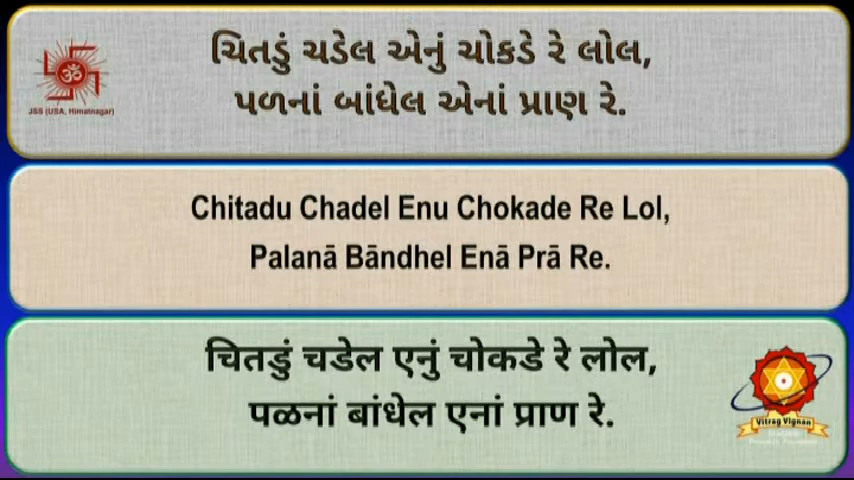 ચિતડું ચડેલ એનું ચોકડે રે લોલ,
પળનાં બાંધેલ એનાં પ્રાણ રે.
ॐ
JSS (USA, Himatnagar)
Chitadu Chadel Enu Chokade Re Lol,
Palanā Bāndhel Enā Prā Re.
चितडुं चडेल एनुं चोकडे रे लोल,
पळनां बांधेल एनां प्राण रे.
Vitrag Vignan